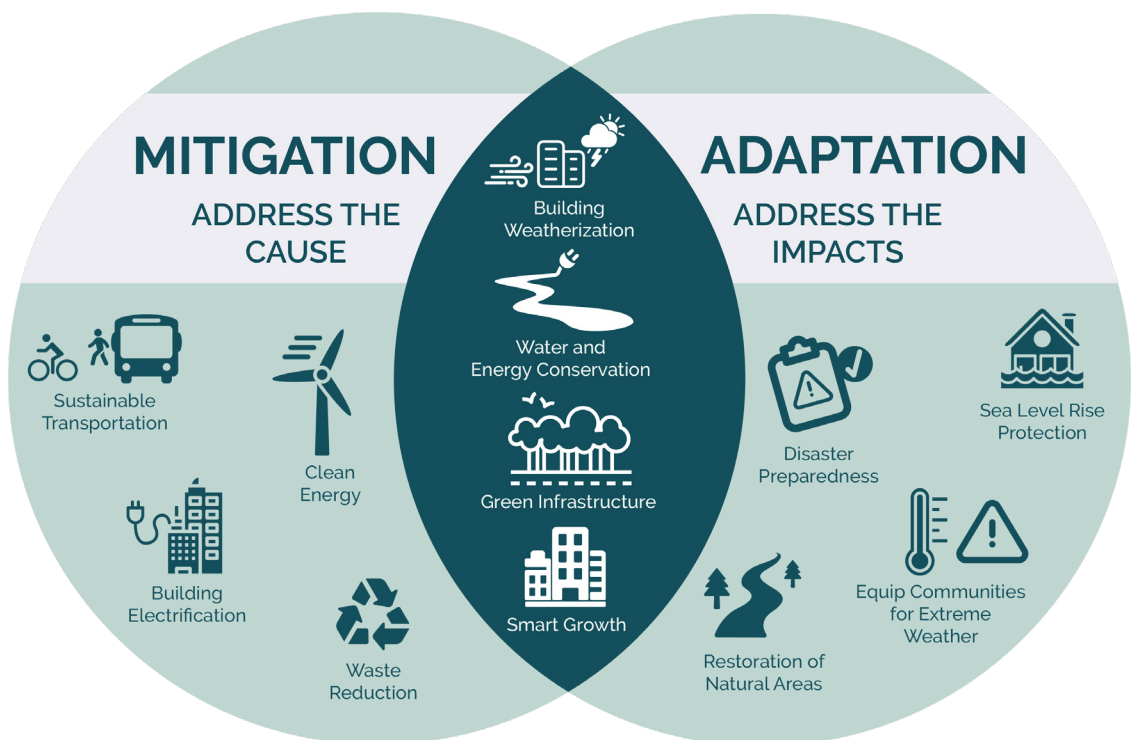 MITIGATION
ADDRESS THE
CAUSE
Sustainable
Transportation
Clean
Energy
Building
Electrification
Waste
Reduction
Building
Weatherization
Water and
Energy Conservation
Green Infrastructure
Smart Growth
ADAPTATION
ADDRESS THE
IMPACTS
Sea Level Rise
Protection
Disaster
Preparedness
Equip Communities
for Extreme
Weather
Restoration of
Natural Areas